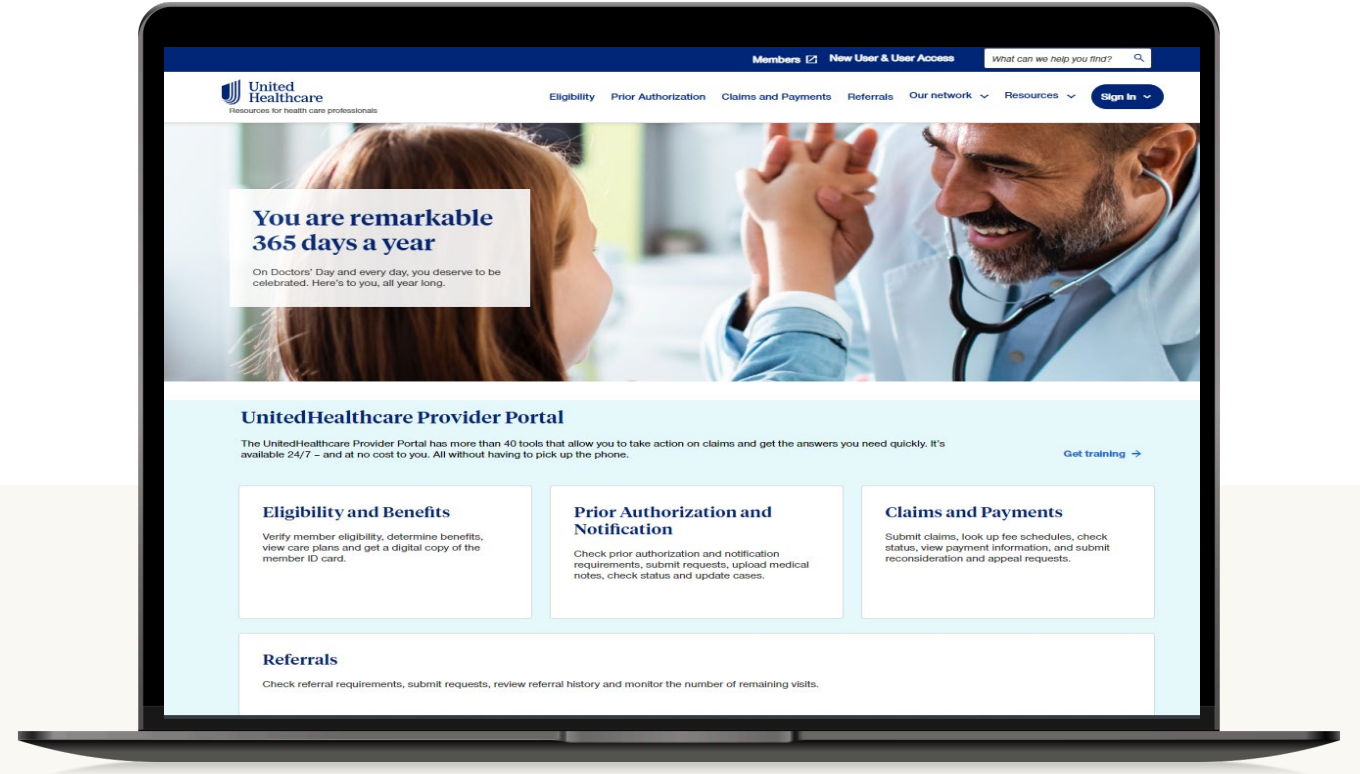 Members
New User & User Access
What can we help you find?
United
Healthcare
Resources for health care professionals
Eligibility
Prior Authorization
Claims and Payments
Referrals
Our network
Resources
Sign In
You are remarkable
365 days a year
On Doctors' Day and every day, you deserve to be
celebrated. Here's to you, all year long.
UnitedHealthcare Provider Portal
The UnitedHealthcare Provider Portal has more than 40 tools that allow you to take action on claims and get the answers you need quickly. It's
available 24/7 – and at no cost to you. All without having to pick up the phone.
Get training
Eligibility and Benefits
Verify member eligibility, determine benefits,
view care plans and get a digital copy of the
member ID card.
Prior Authorization and
Notification
Check prior authorization and notification
requirements, submit requests, upload medical
notes, check status and update cases.
Claims and Payments
Submit claims, look up fee schedules, check
status, view payment information, and submit
reconsideration and appeal requests.
Referrals
Check referral requirements, submit requests, review referral history and monitor the number of remaining visits.